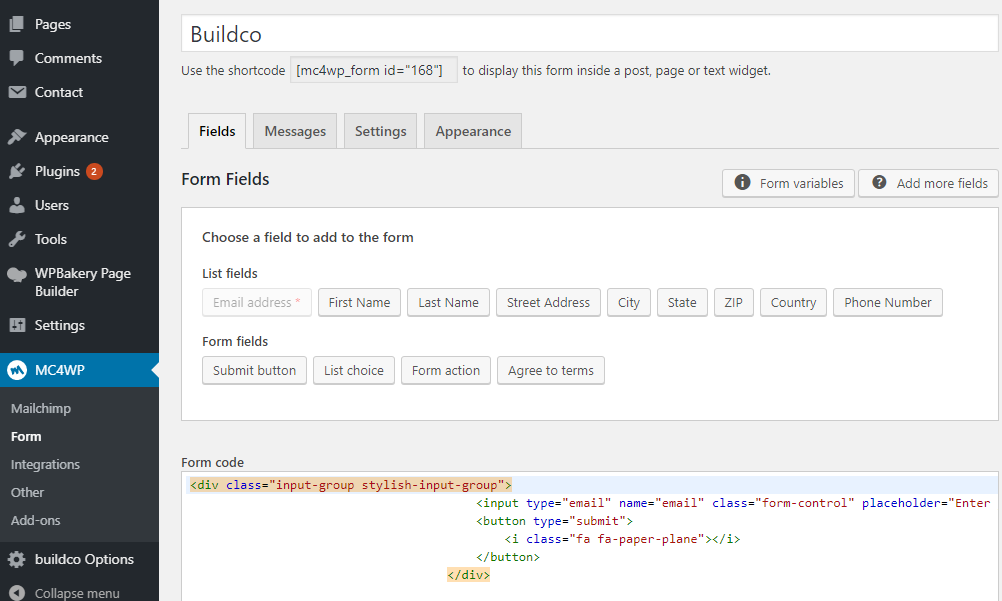 Pages
Comments
Contact
Appearance
Plugins 2
Users
Tools
WPBakery Page
Builder
Settings
MC4WP
Mailchimp
Form
Integrations
Other
Add-ons
buildco Options
Collapse menu
Buildco
Use the shortcode [mc4wp_form id="168"] to display this form inside a post, page or text widget.
Fields Messages Settings Appearance
Form Fields
Form variables Add more fields
Choose a field to add to the form
List fields
Email address * First Name Last Name Street Address City State ZIP Country Phone Number
Form fields
Submit button List choice Form action Agree to terms
Form code
<div class="input-group stylish-input-group">
<input type="email" name="email" class="form-control" placeholder="Enter
<button type="submit">
<i class="fa fa-paper-plane"></i>
</button>
</div>